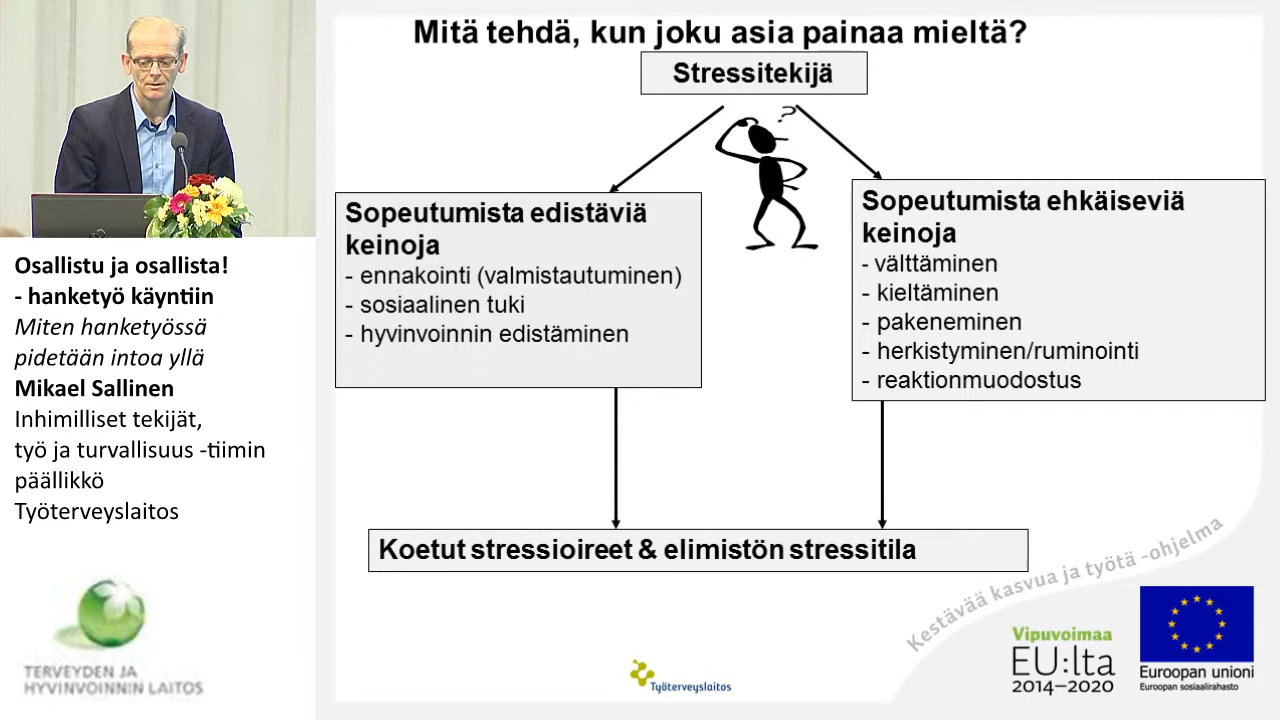 Mitä tehdä, kun joku asia painaa mieltä?
Stressitekijä
?
Sopeutumista edistäviä
keinoja
- ennakointi (valmistautuminen)
- sosiaalinen tuki
- hyvinvoinnin edistäminen
Sopeutumista ehkäiseviä
keinoja
- välttäminen
- kieltäminen
- pakeneminen
- herkistyminen/ruminointi
- reaktionmuodostus
Koetut stressioireet & elimistön stressitila
Osallistu ja osallista!
- hanketyö käyntiin
Miten hanketyössä
pidetään intoa yllä
Mikael Sallinen
Inhimilliset tekijät,
työ ja turvallisuus -tiimin
päällikkö
Työterveyslaitos
TERVEYDEN JA
HYVINVOINNIN LAITOS
Työterveyslaitos
Kestävää kasvua ja työtä -ohjelma
Vipuvoimaa
EU:lta
2014–2020
Euroopan unioni
Euroopan sosiaalirahasto